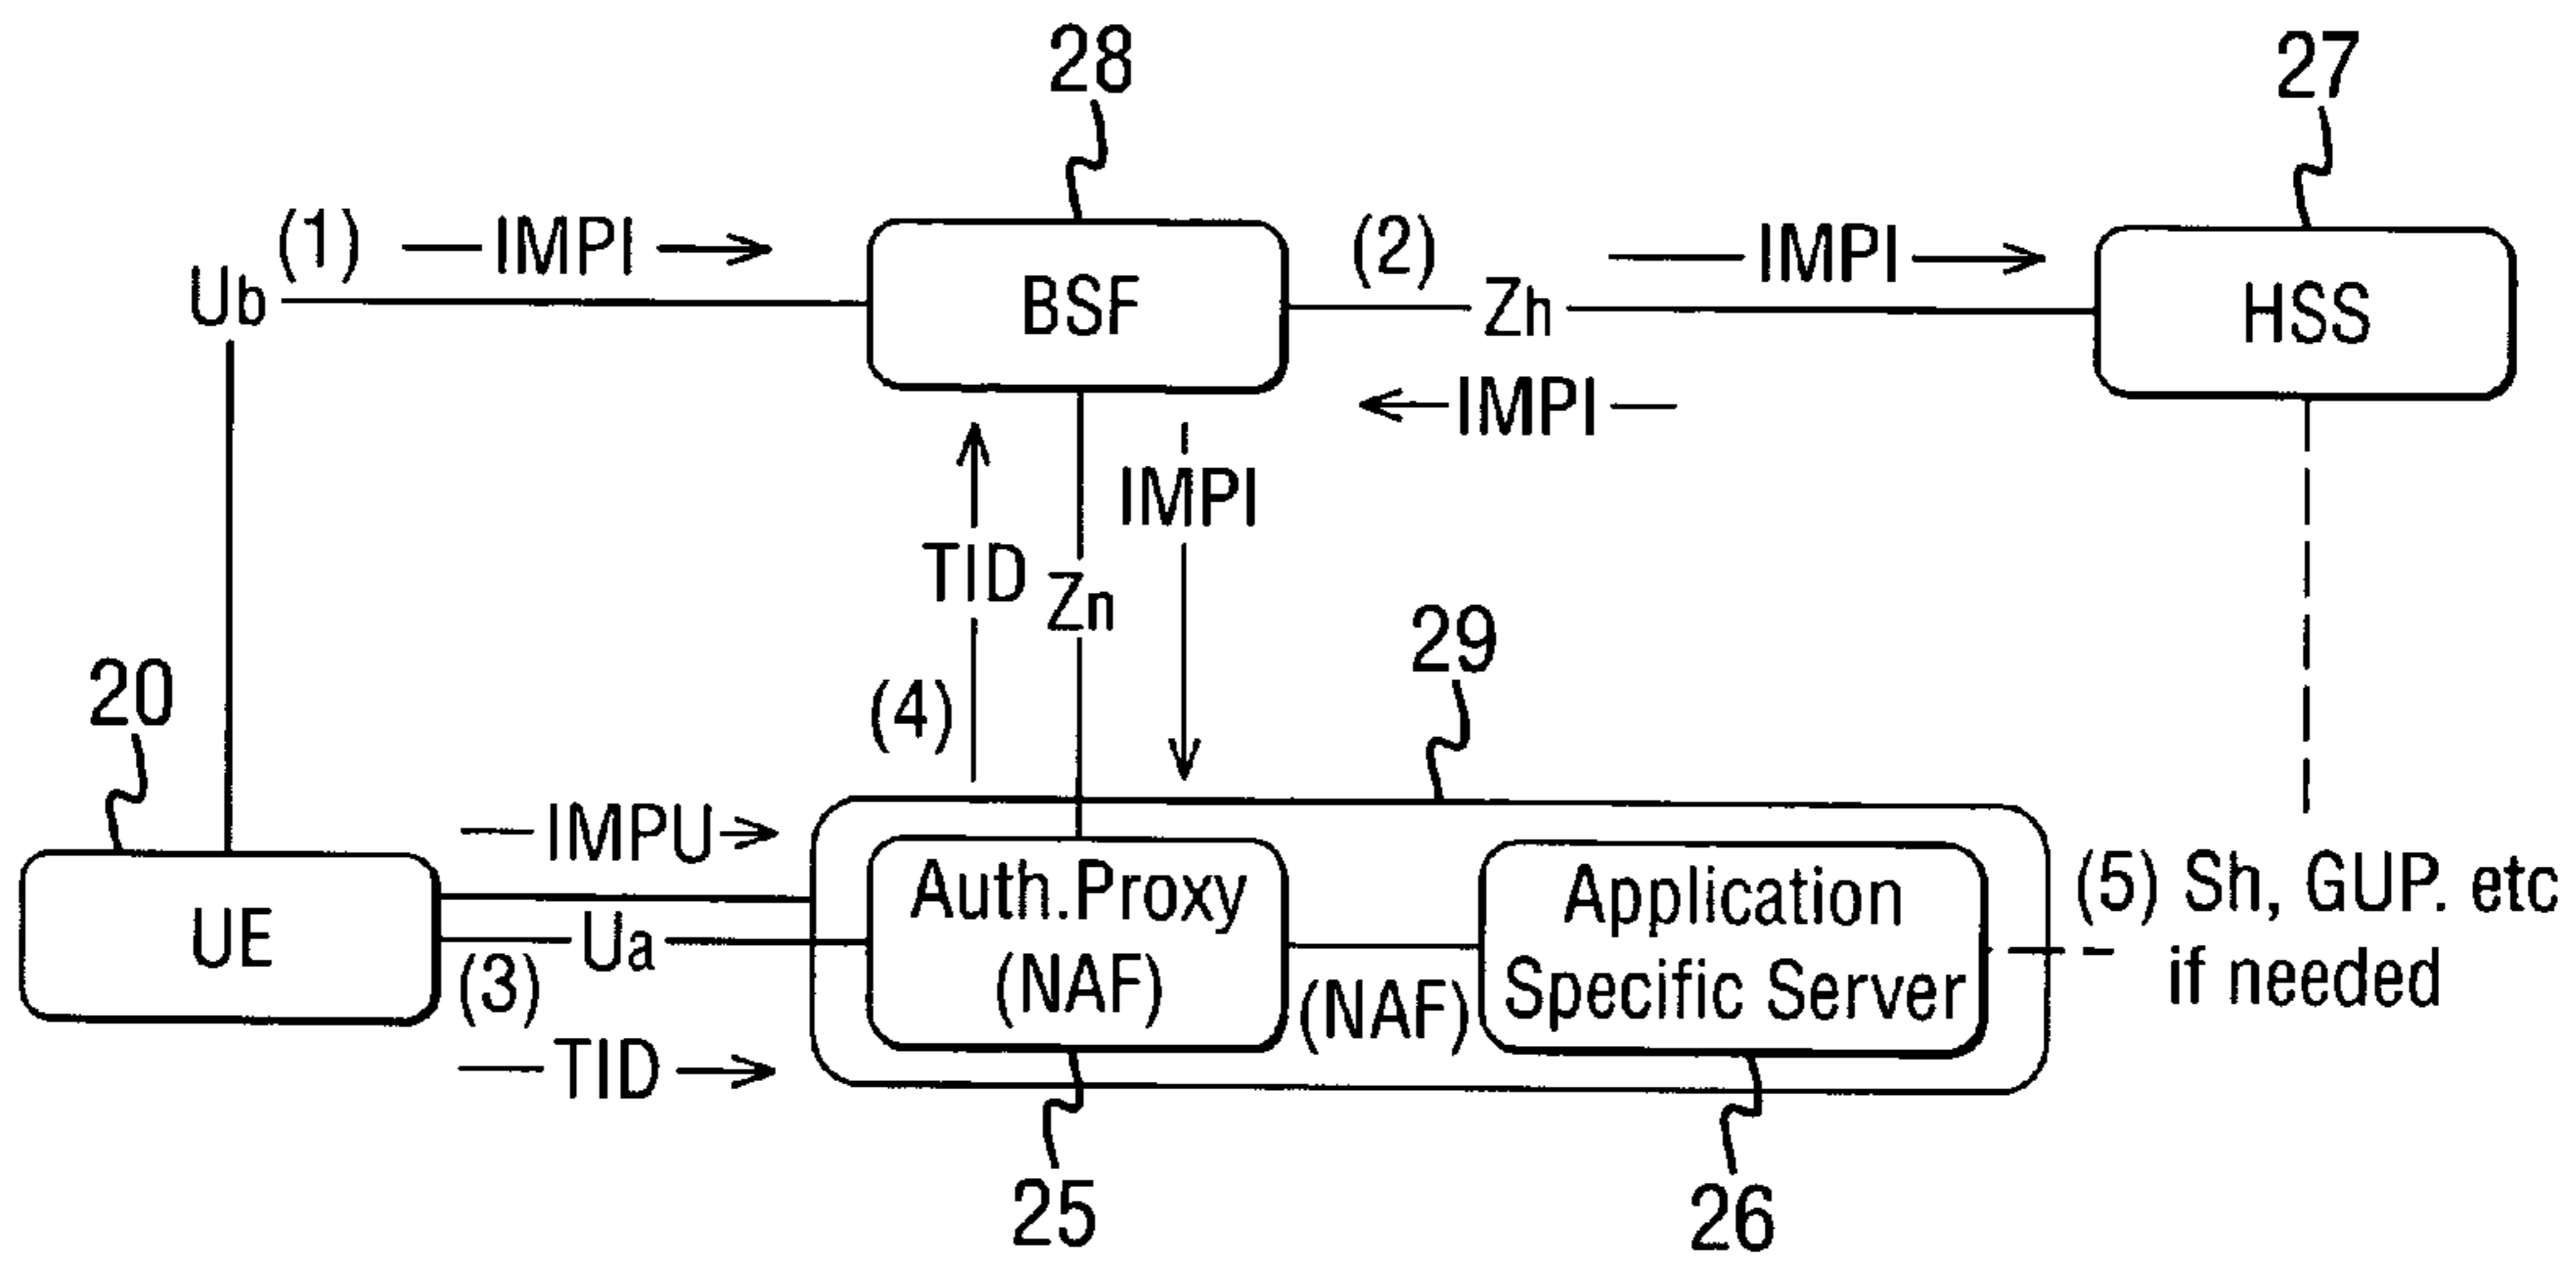 28
27
(1) IMPI
(2) IMPI
Ub
BSF
Zh
HSS
IMPI
IMPI
TID
Zn
29
20
(4)
IMPU
Auth.Proxy
(NAF)
Application
Specific Server
(5) Sh, GUP. etc
if needed
UE
Ua
(3)
(NAF)
TID
25
26